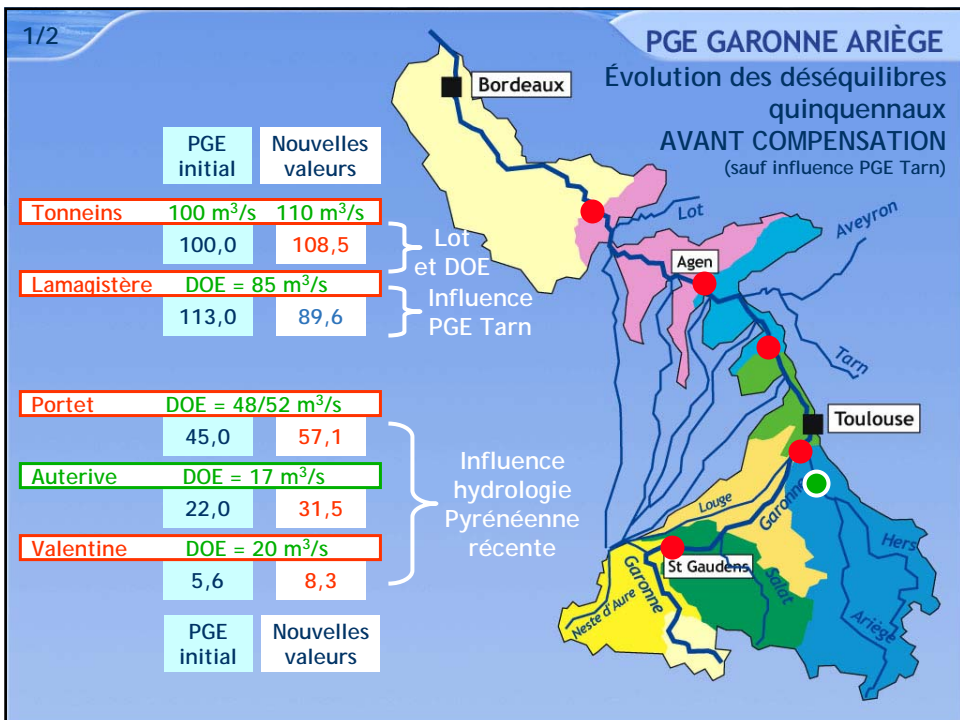 1/2
PGE GARONNE ARIÈGE
Évolution des déséquilibres
quinquennaux
AVANT COMPENSATION
(sauf influence PGE Tarn)
PGE
initial
Nouvelles
valeurs
Tonneins 100 m³/s 110 m³/s
100,0 108,5
Lot
et DOE
Lamagistère DOE = 85 m³/s
113,0 89,6
Influence
PGE Tarn
Portet DOE = 48/52 m³/s
45,0 57,1
Auterive DOE = 17 m³/s
22,0 31,5
Valentine DOE = 20 m³/s
5,6 8,3
Influence
hydrologie
Pyrénéenne
récente
PGE
initial
Nouvelles
valeurs
Bordeaux
Lot
Aveyron
Agen
Tarn
Toulouse
Louge
Garonne
Hers
St Gaudens
Salat
Garonne
Neste d'Aure
Ariège